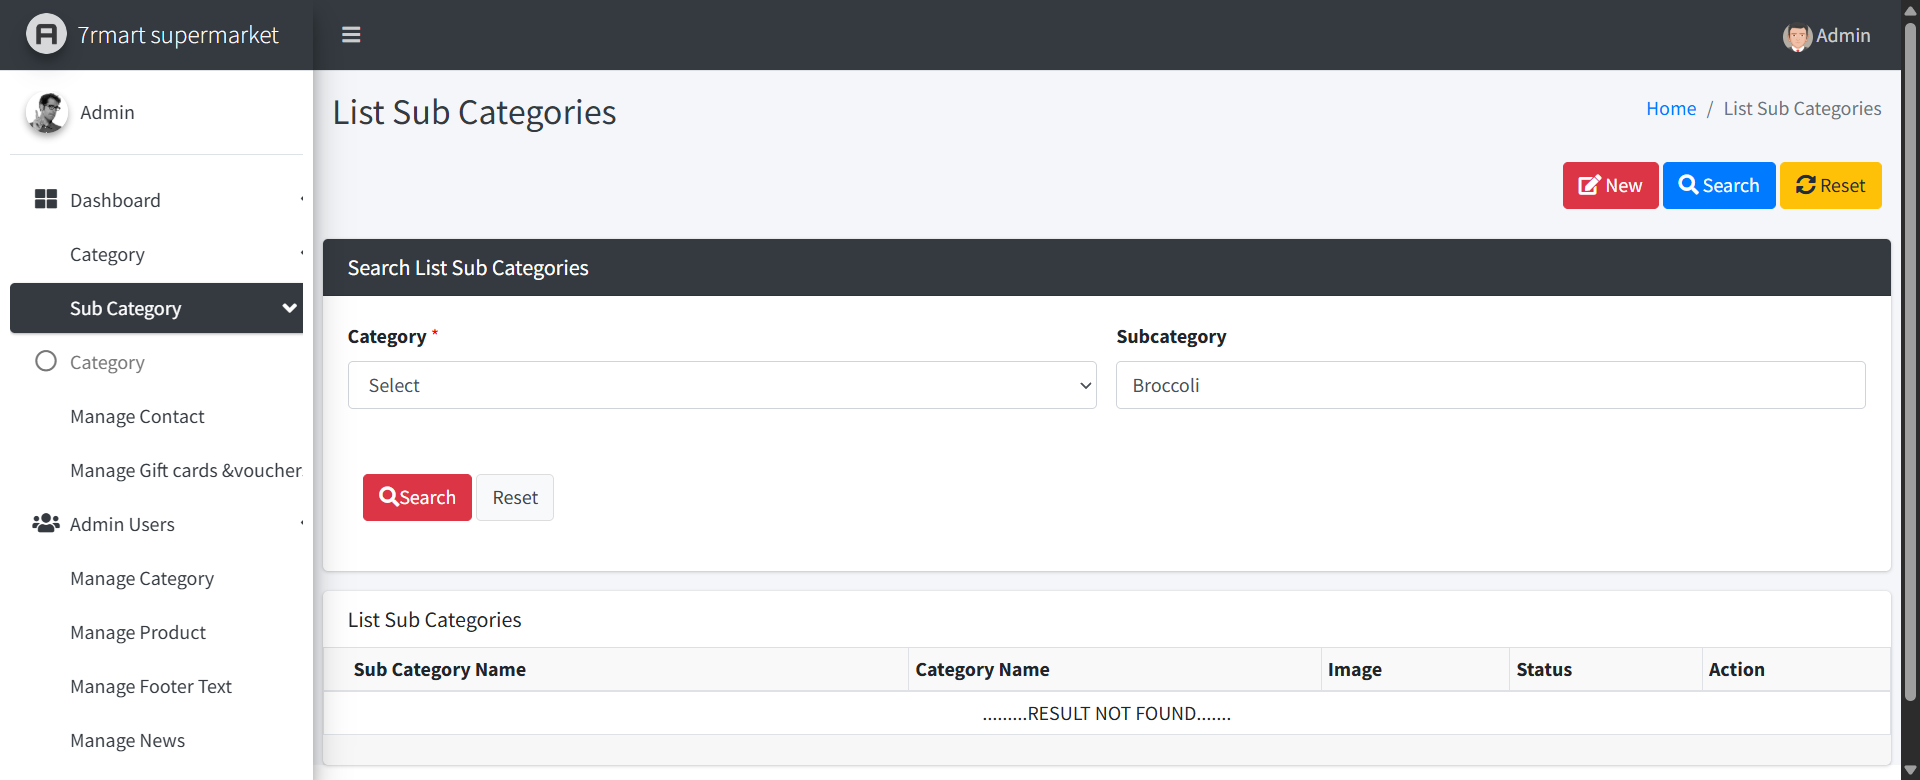 7rmart supermarket
Admin
Admin
Dashboard
Category
Sub Category
Category
Manage Contact
Manage Gift cards &voucher
Admin Users
Manage Category
Manage Product
Manage Footer Text
Manage News
List Sub Categories
Home / List Sub Categories
New Search Reset
Search List Sub Categories
Category * Subcategory
Select Broccoli
Search Reset
List Sub Categories
Sub Category Name Category Name Image Status Action
.........RESULT NOT FOUND.......